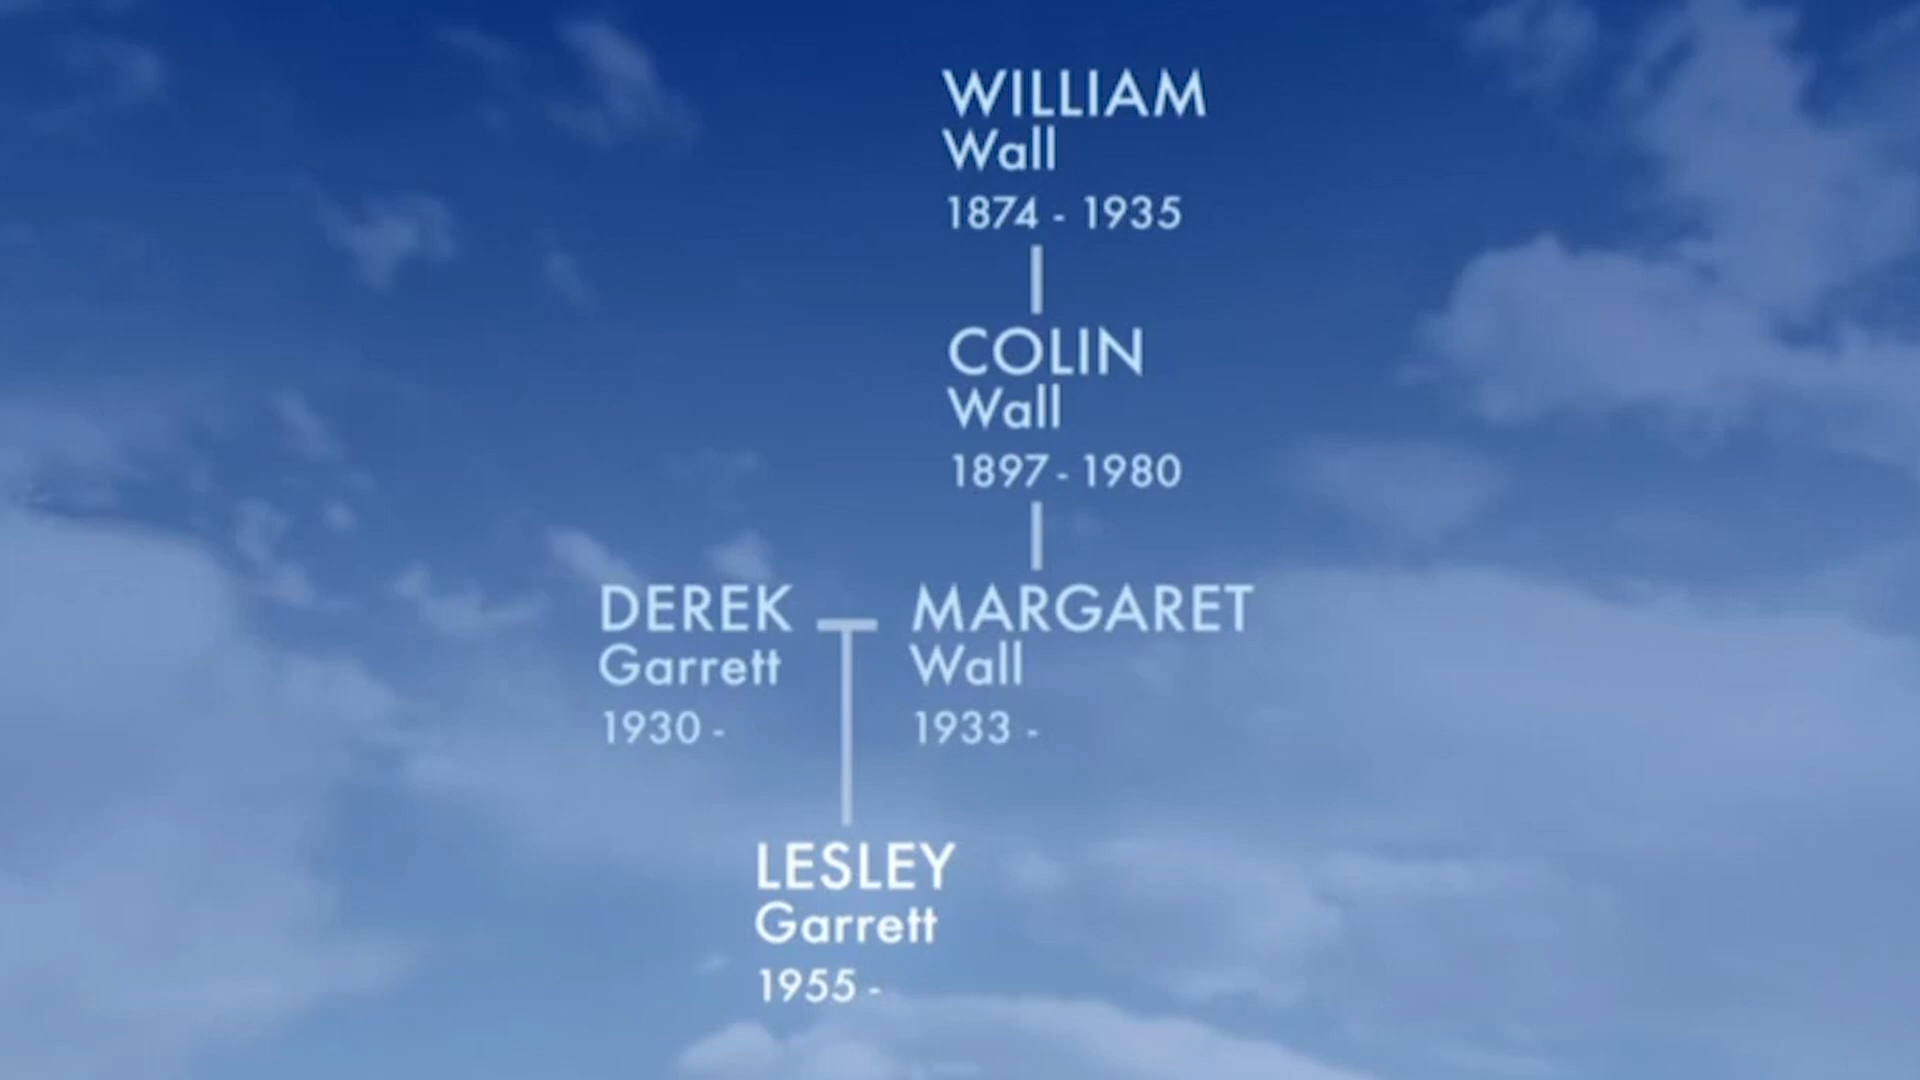 WILLIAM
Wall
1874 - 1935
COLIN
Wall
1897 - 1980
DEREK
Garrett
1930 -
MARGARET
Wall
1933 -
LESLEY
Garrett
1955 -